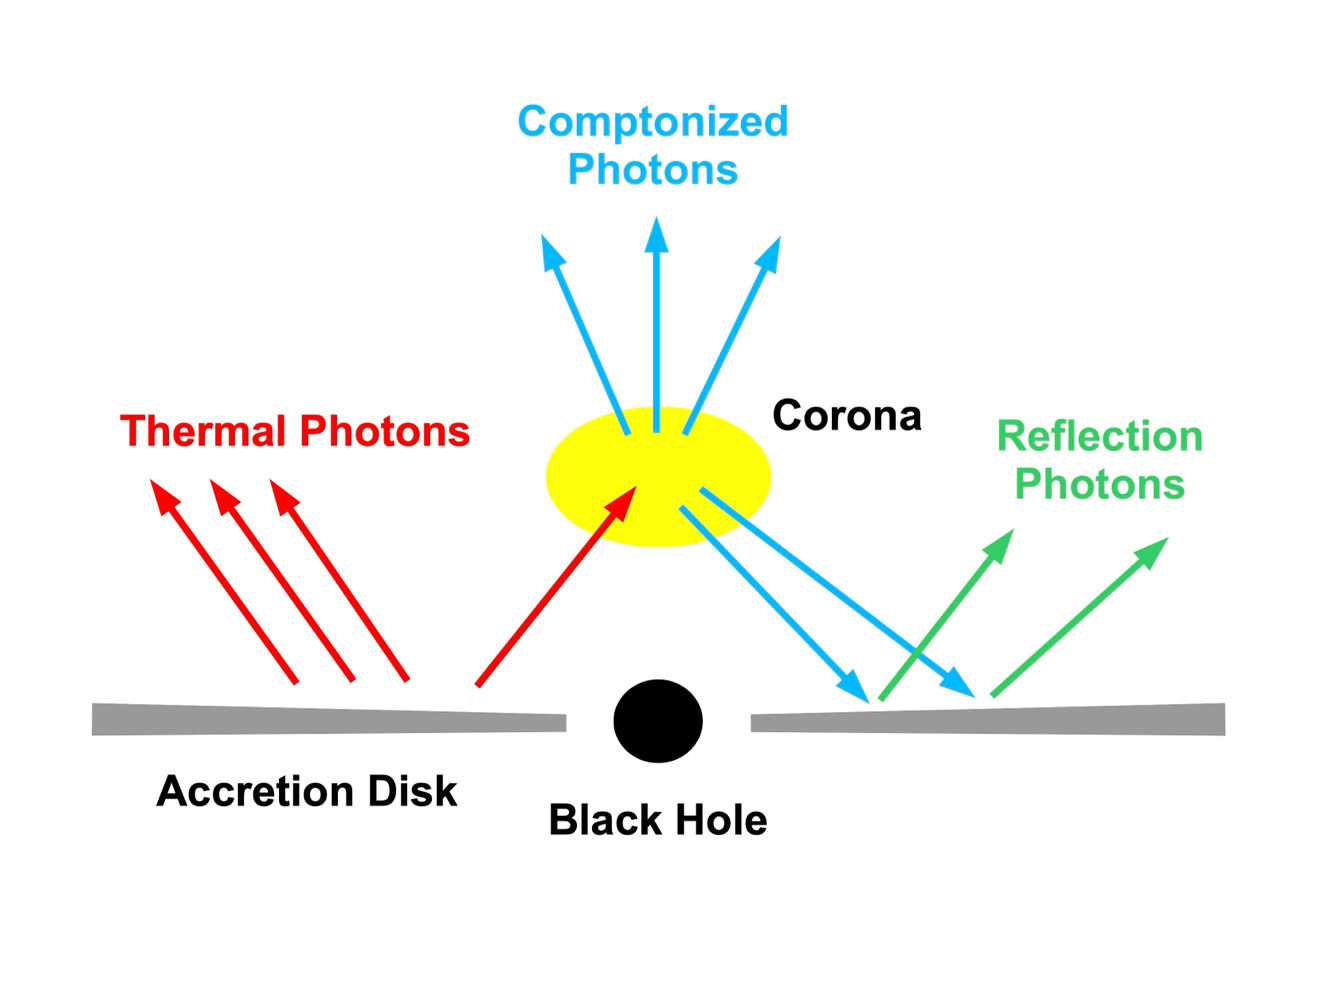 Comptonized
Photons
Thermal Photons
Corona
Reflection
Photons
Accretion Disk
Black Hole